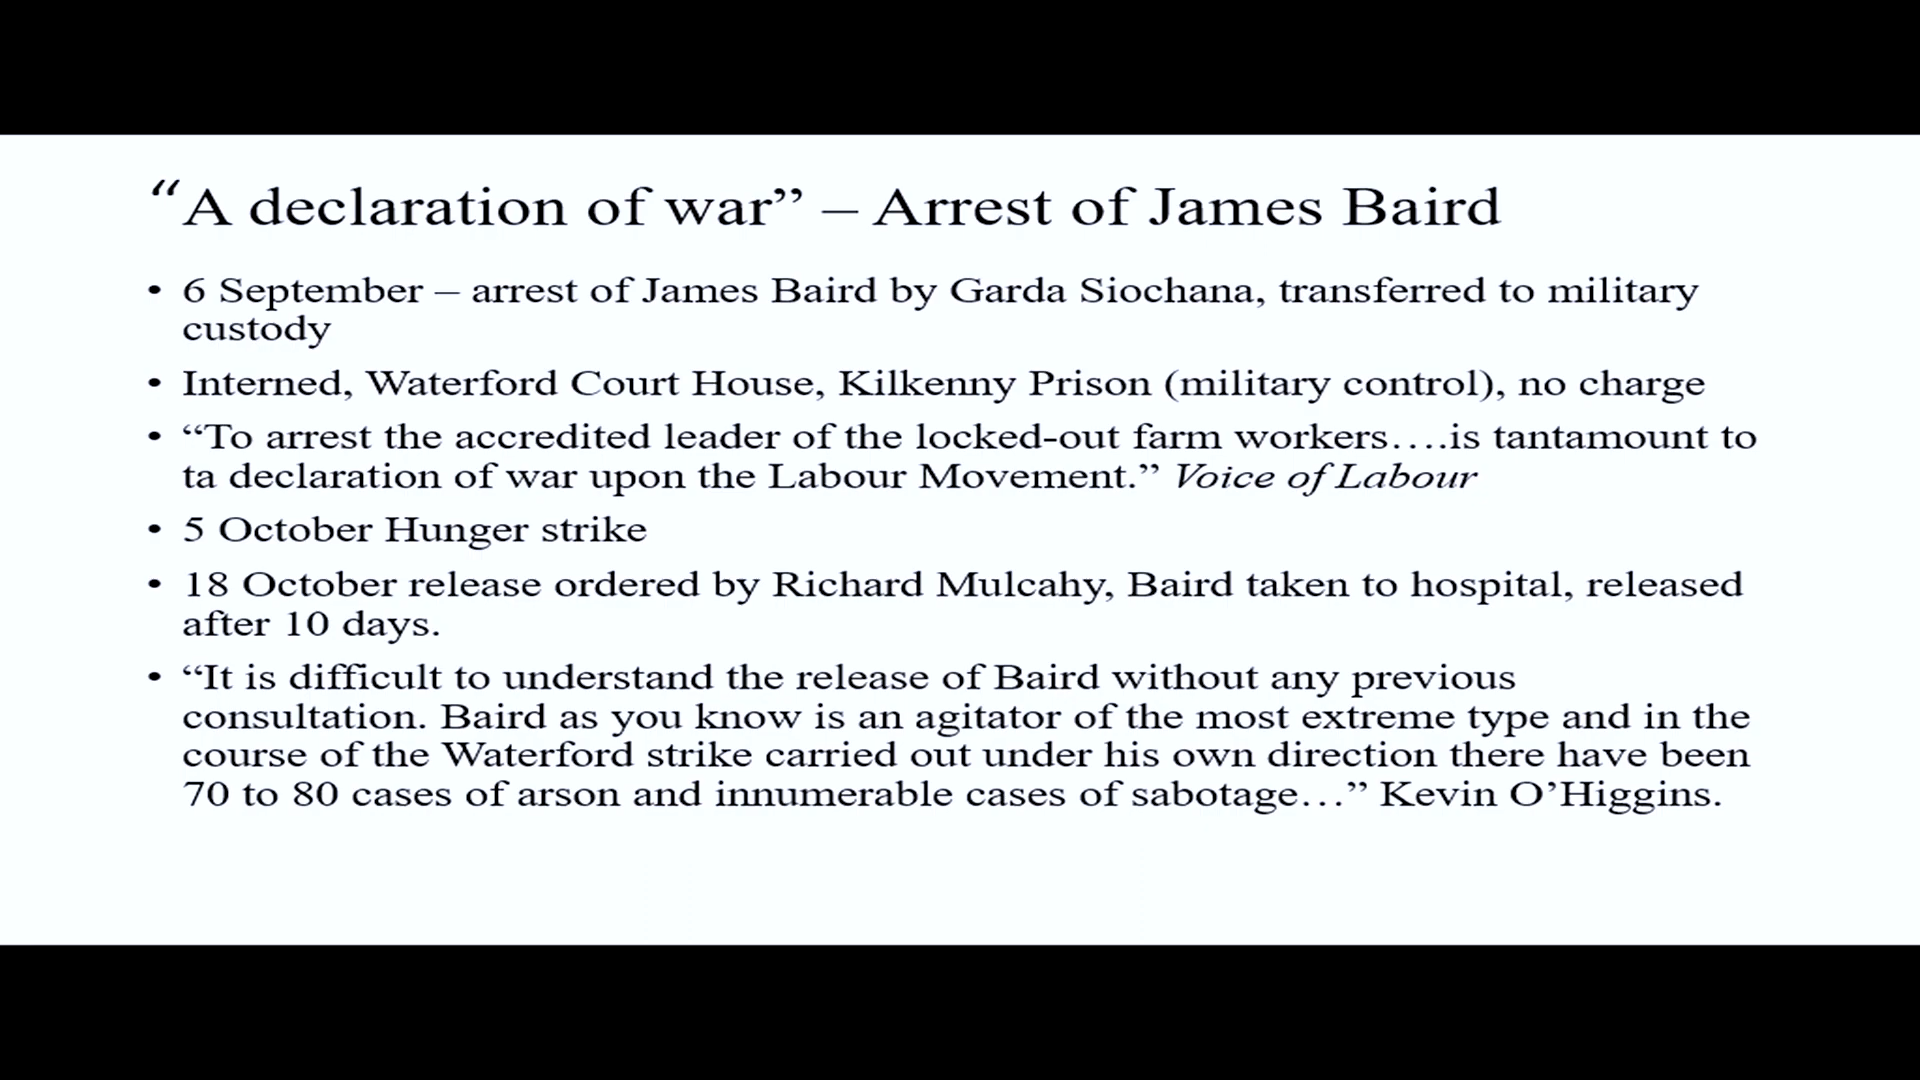 “A declaration of war” – Arrest of James Baird
• 6 September – arrest of James Baird by Garda Siochana, transferred to military
custody
• Interned, Waterford Court House, Kilkenny Prison (military control), no charge
• “To arrest the accredited leader of the locked-out farm workers….is tantamount to
ta declaration of war upon the Labour Movement.” Voice of Labour
• 5 October Hunger strike
• 18 October release ordered by Richard Mulcahy, Baird taken to hospital, released
after 10 days.
• “It is difficult to understand the release of Baird without any previous
consultation. Baird as you know is an agitator of the most extreme type and in the
course of the Waterford strike carried out under his own direction there have been
70 to 80 cases of arson and innumerable cases of sabotage…” Kevin O’Higgins.